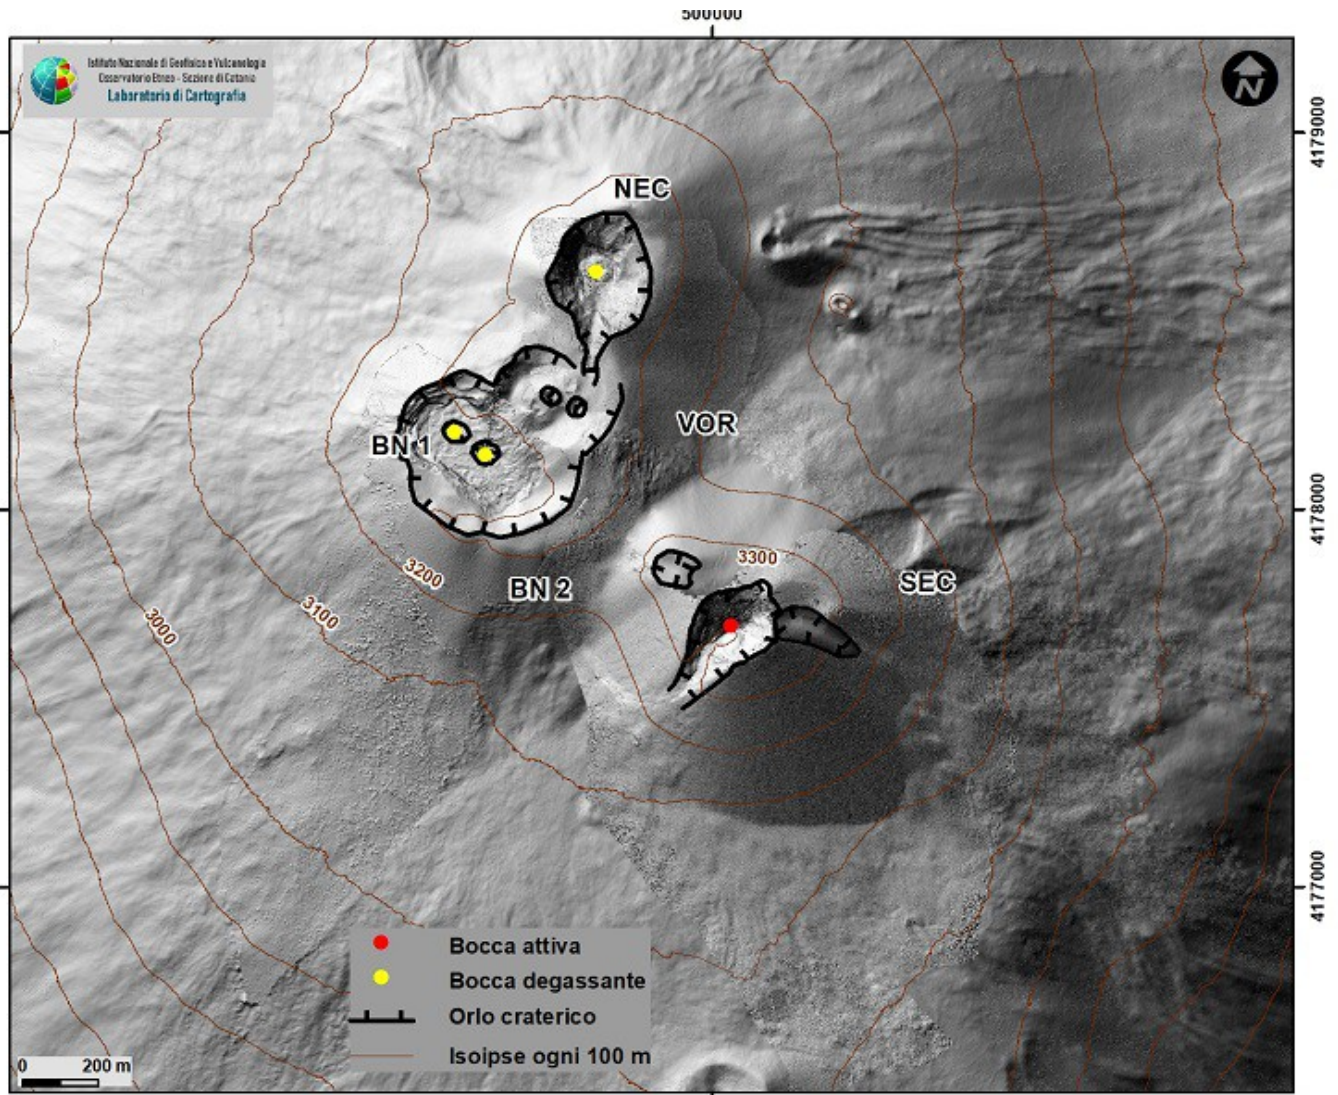 500000
Istituto Nazionale di Geofisica e Vulcanologia
Osservatorio Etneo - Sezione di Catania
Laboratorio di Cartografia
N
4179000
NEC
VOR
BN 1
4178000
3300
3200
SEC
BN 2
3100
3000
4177000
Bocca attiva
Bocca degassante
Orlo craterico
Isoipse ogni 100 m
0 200 m